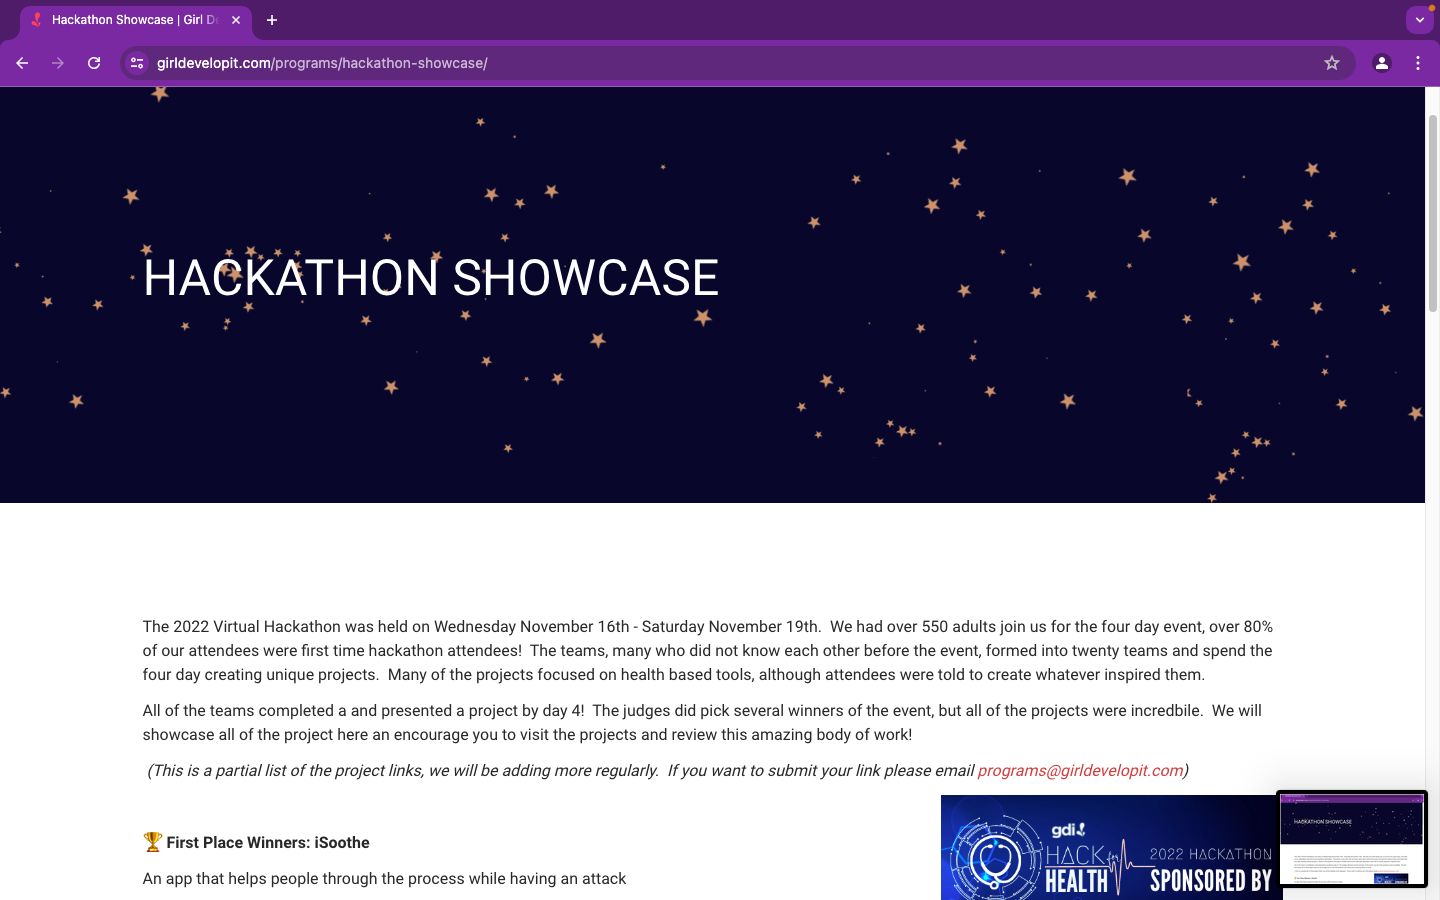 Hackathon Showcase | Girl De
girldevelopit.com/programs/hackathon-showcase/
HACKATHON SHOWCASE
The 2022 Virtual Hackathon was held on Wednesday November 16th - Saturday November 19th.  We had over 550 adults join us for the four day event, over 80%
of our attendees were first time hackathon attendees!  The teams, many who did not know each other before the event, formed into twenty teams and spend the
four day creating unique projects.  Many of the projects focused on health based tools, although attendees were told to create whatever inspired them.
All of the teams completed a and presented a project by day 4!  The judges did pick several winners of the event, but all of the projects were incredbile.  We will
showcase all of the project here an encourage you to visit the projects and review this amazing body of work!
(This is a partial list of the project links, we will be adding more regularly.  If you want to submit your link please email programs@girldevelopit.com)
🏆 First Place Winners: iSoothe
An app that helps people through the process while having an attack
gdi
HACK for HEALTH
2022 HACKATHON
SPONSORED BY
HACKATHON SHOWCASE